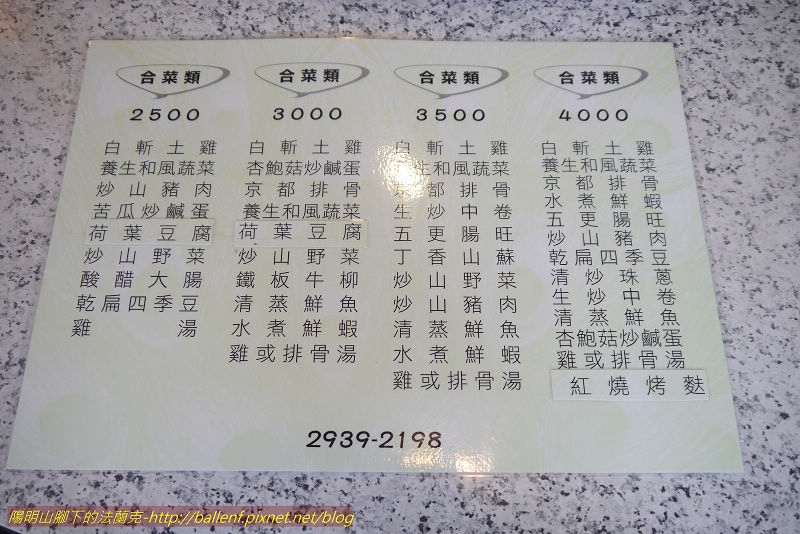 合菜類
2500
白斬土雞
養生和風蔬菜
炒山豬肉
苦瓜炒鹹蛋
荷葉豆腐
炒山野菜
酸醋大腸
乾扁四季豆
雞湯
合菜類
3000
白斬土雞
杏鮑菇炒鹹蛋
京都排骨
養生和風蔬菜
荷葉豆腐
炒山野菜
鐵板牛柳
清蒸鮮魚
水煮鮮蝦
雞或排骨湯
合菜類
3500
白斬土雞
生和風蔬菜
都排骨
生炒中卷
五更腸旺
丁香山蘇
炒山野菜
炒山豬肉
清蒸鮮魚
水煮鮮蝦
雞或排骨湯
合菜類
4000
白斬土雞
養生和風蔬菜
京都排骨
水煮鮮蝦
五更腸旺
炒山豬肉
乾扁四季豆
清炒珠蔥
生炒中卷
清蒸鮮魚
杏鮑菇炒鹹蛋
雞或排骨湯
紅燒烤麩
2939-2198
陽明山腳下的法蘭克-http://ballenf.pixnet.net/blog